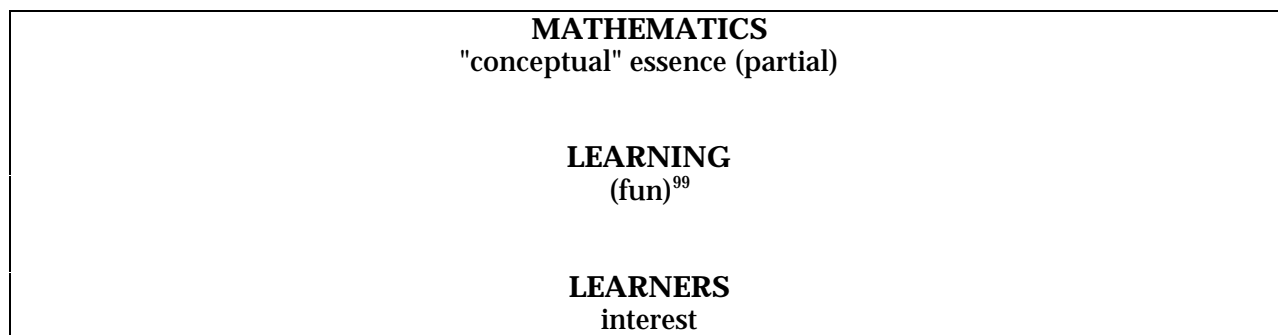 MATHEMATICS
"conceptual" essence (partial)
LEARNING
(fun)99
LEARNERS
interest